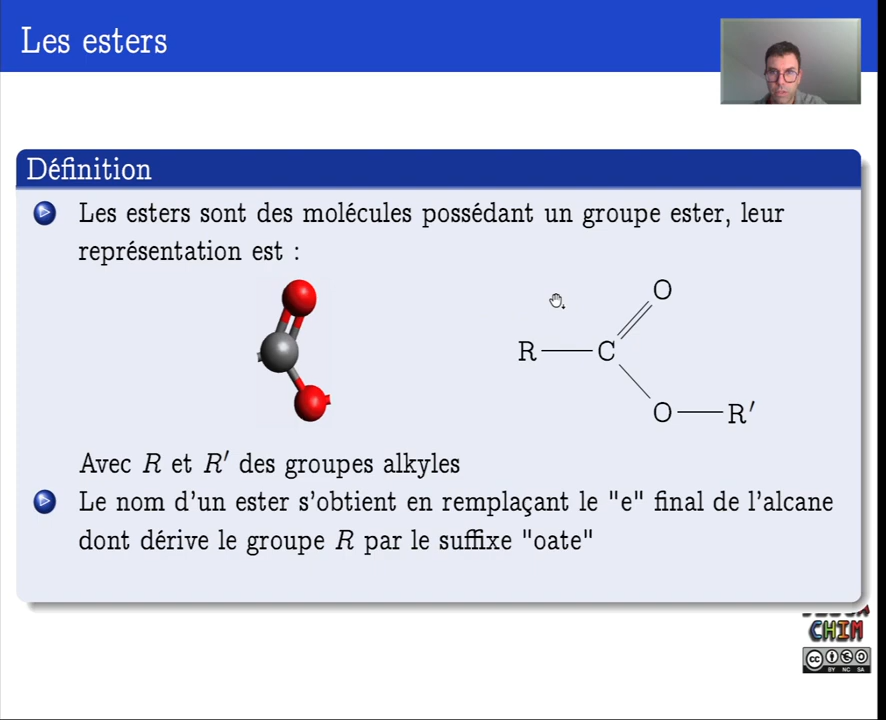 Les esters
Définition
Les esters sont des molécules possédant un groupe ester, leur
représentation est :
O
R C
O R′
Avec R et R′ des groupes alkyles
Le nom d'un ester s'obtient en remplaçant le "e" final de l'alcane
dont dérive le groupe R par le suffixe "oate"
CHIM
cc
BY NC SA